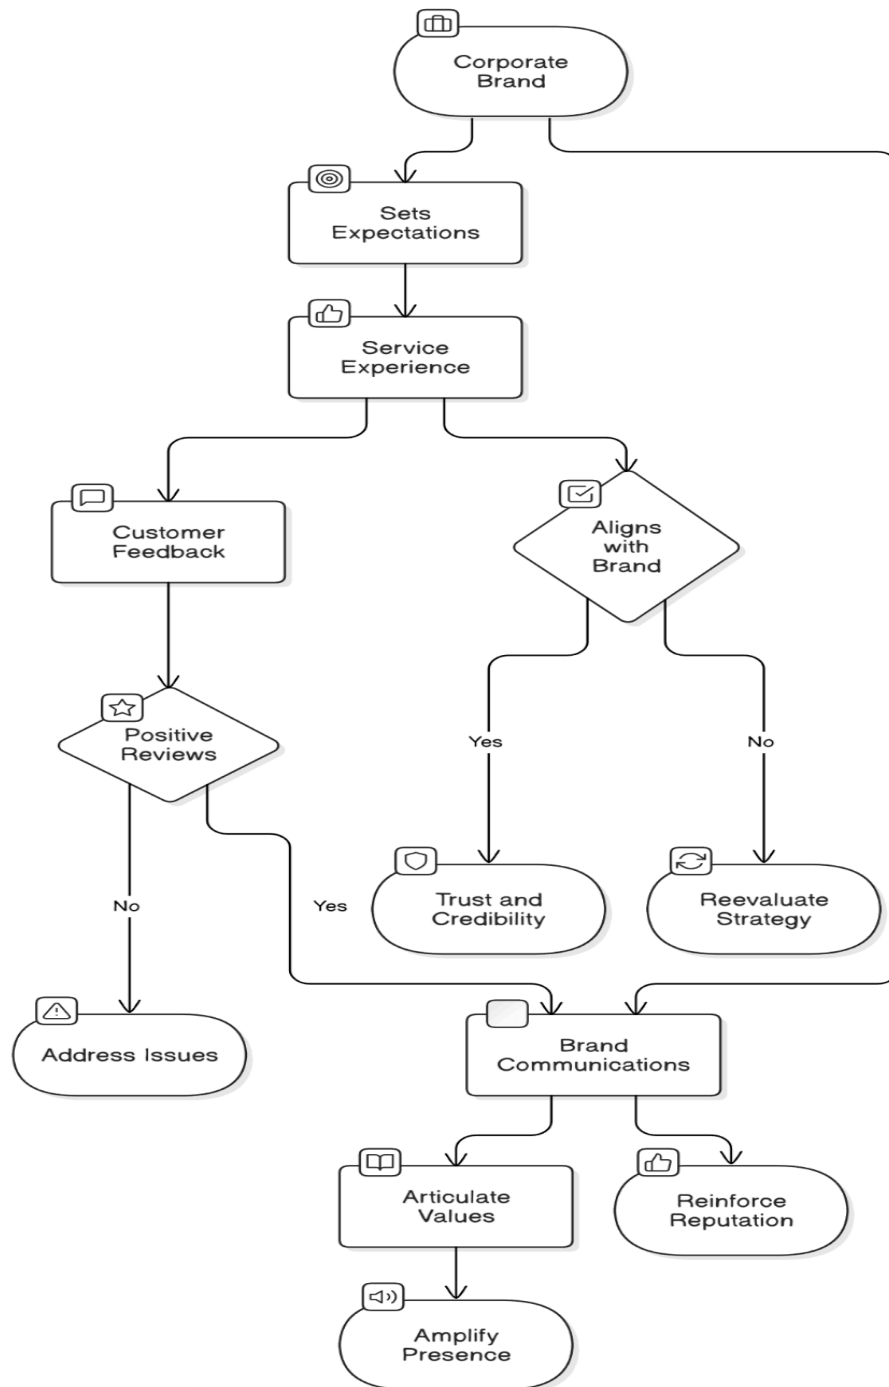 Corporate
Brand
Sets
Expectations
Service
Experience
Customer
Feedback
Aligns
with
Brand
Positive
Reviews
Yes
No
No
Yes
Trust and
Credibility
Reevaluate
Strategy
Address Issues
Brand
Communications
Articulate
Values
Reinforce
Reputation
Amplify
Presence